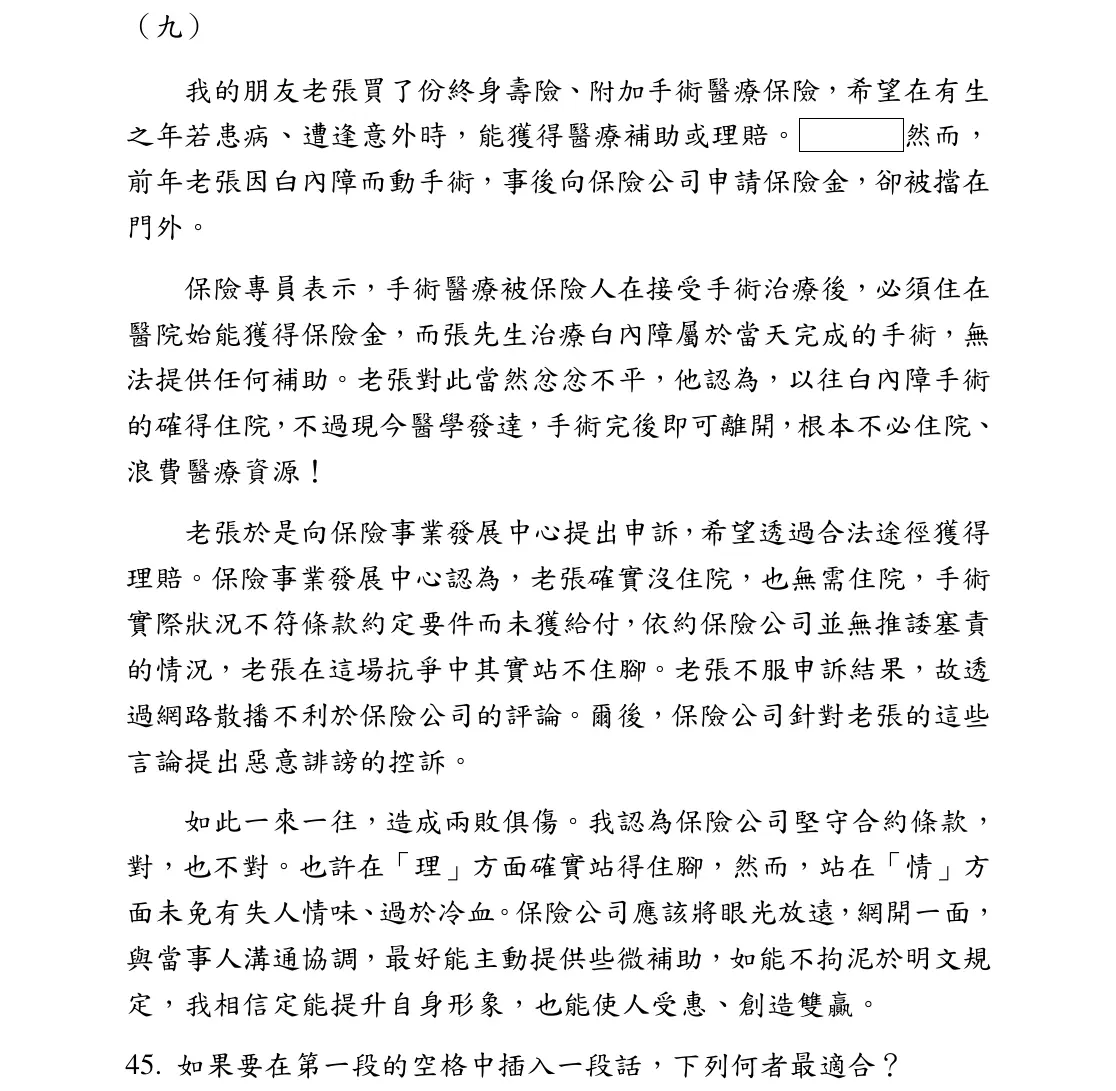 （九）
我的朋友老張買了份終身壽險、附加手術醫療保險，希望在有生
之年若患病、遭逢意外時，能獲得醫療補助或理賠。然而，
前年老張因白內障而動手術，事後向保險公司申請保險金，卻被擋在
門外。
保險專員表示，手術醫療被保險人在接受手術治療後，必須住在
醫院始能獲得保險金，而張先生治療白內障屬於當天完成的手術，無
法提供任何補助。老張對此當然忿忿不平，他認為，以往白內障手術
的確得住院，不過現今醫學發達，手術完後即可離開，根本不必住院、
浪費醫療資源！
老張於是向保險事業發展中心提出申訴，希望透過合法途徑獲得
理賠。保險事業發展中心認為，老張確實沒住院，也無需住院，手術
實際狀況不符條款約定要件而未獲給付，依約保險公司並無推諉塞責
的情況，老張在這場抗爭中其實站不住腳。老張不服申訴結果，故透
過網路散播不利於保險公司的評論。爾後，保險公司針對老張的這些
言論提出惡意誹謗的控訴。
如此一來一往，造成兩敗俱傷。我認為保險公司堅守合約條款，
對，也不對。也許在「理」方面確實站得住腳，然而，站在「情」方
面未免有失人情味、過於冷血。保險公司應該將眼光放遠，網開一面，
與當事人溝通協調，最好能主動提供些微補助，如能不拘泥於明文規
定，我相信定能提升自身形象，也能使人受惠、創造雙贏。
45. 如果要在第一段的空格中插入一段話，下列何者最適合？